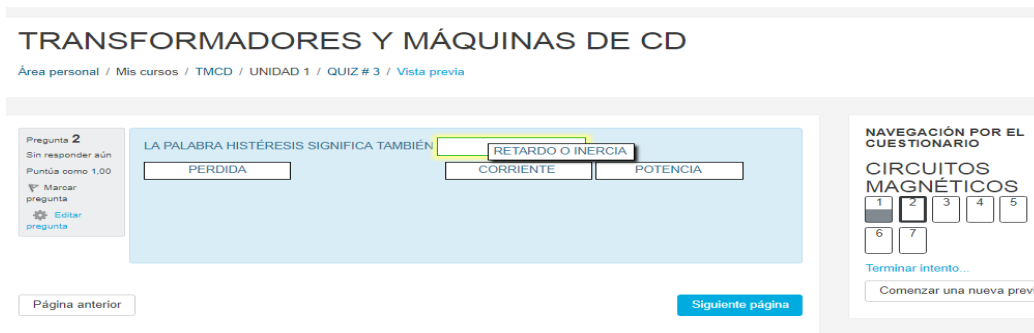 TRANSFORMADORES Y MÁQUINAS DE CD
Área personal / Mis cursos / TMCD / UNIDAD 1 / QUIZ # 3 / Vista previa
Pregunta 2
Sin responder aún
Puntúa como 1,00
Marcar
pregunta
Editar
pregunta
LA PALABRA HISTÉRESIS SIGNIFICA TAMBIÉN
RETARDO O INERCIA
PERDIDA
CORRIENTE
POTENCIA
Página anterior
Siguiente página
NAVEGACIÓN POR EL
CUESTIONARIO
CIRCUITOS
MAGNÉTICOS
1 2 3 4 5
6 7
Terminar intento...
Comenzar una nueva previ